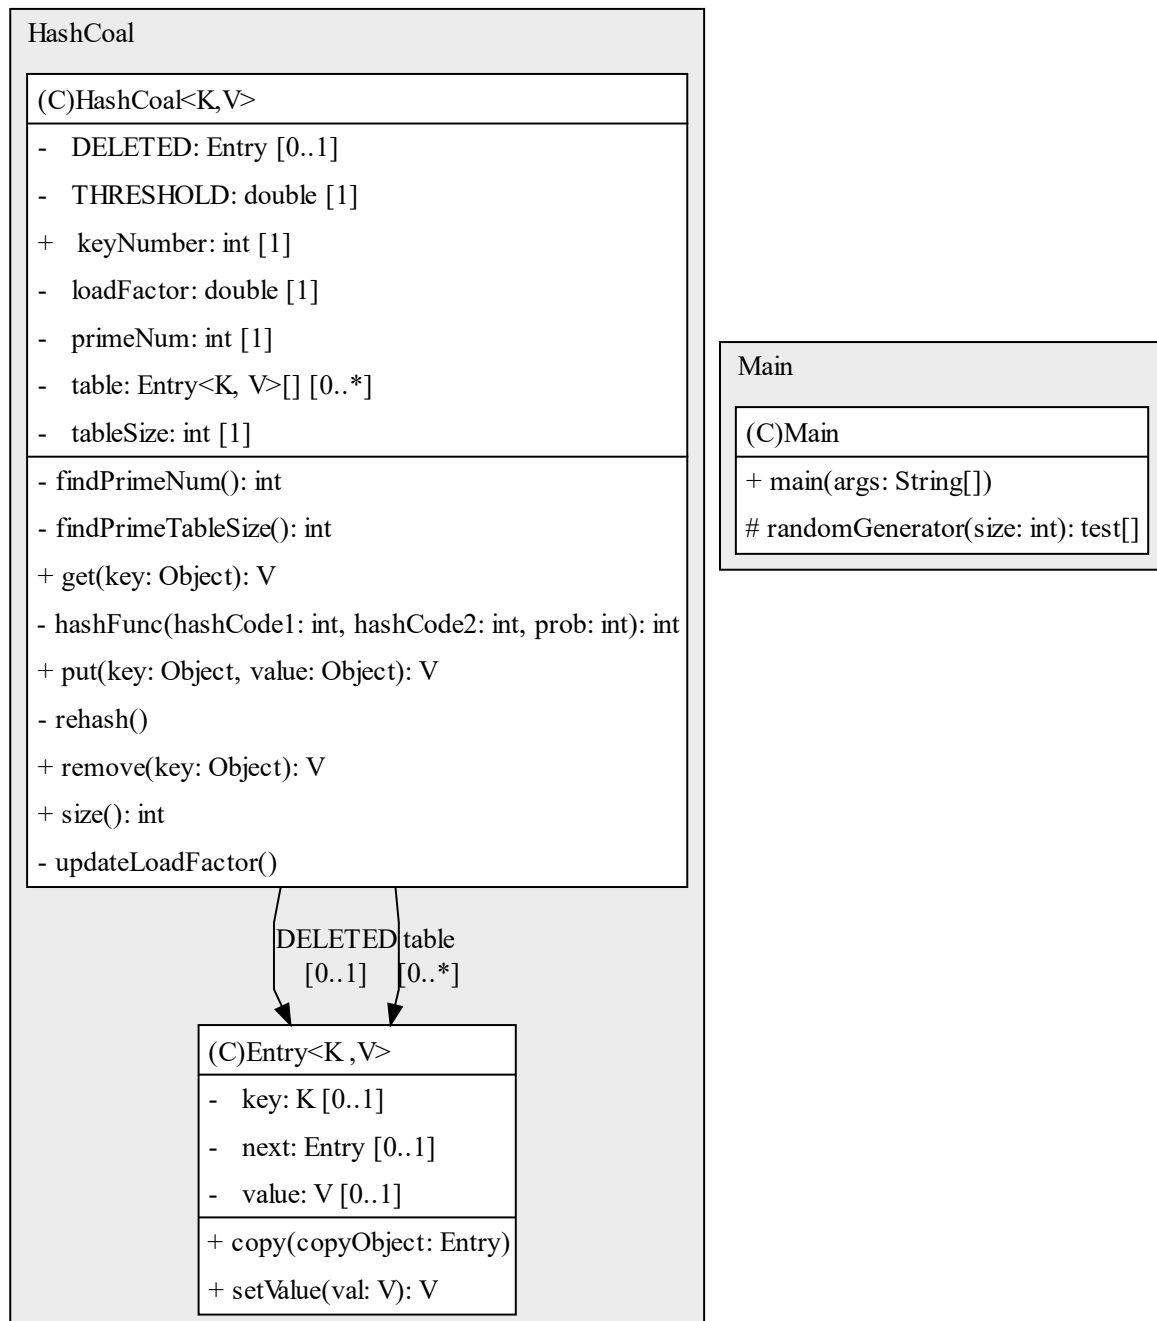 HashCoal
(C)HashCoal<K,V>
- DELETED: Entry [0..1]
- THRESHOLD: double [1]
+ keyNumber: int [1]
- loadFactor: double [1]
- primeNum: int [1]
- table: Entry<K, V>[] [0..*]
- tableSize: int [1]
- findPrimeNum(): int
- findPrimeTableSize(): int
+ get(key: Object): V
- hashFunc(hashCode1: int, hashCode2: int, prob: int): int
+ put(key: Object, value: Object): V
- rehash()
+ remove(key: Object): V
+ size(): int
- updateLoadFactor()
DELETED
[0..1]
table
[0..*]
(C)Entry<K ,V>
- key: K [0..1]
- next: Entry [0..1]
- value: V [0..1]
+ copy(copyObject: Entry)
+ setValue(val: V): V
Main
(C)Main
+ main(args: String[])
# randomGenerator(size: int): test[]